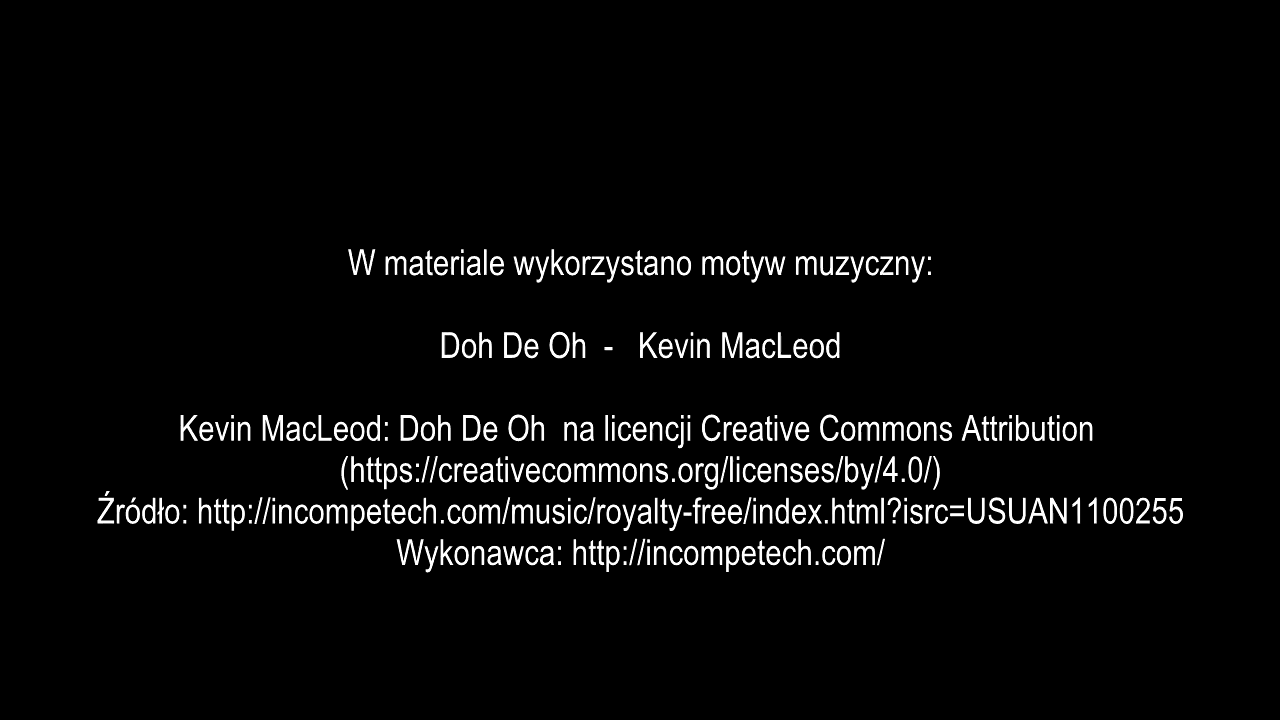 W materiale wykorzystano motyw muzyczny:
Doh De Oh  -   Kevin MacLeod
Kevin MacLeod: Doh De Oh  na licencji Creative Commons Attribution
(https://creativecommons.org/licenses/by/4.0/)
Źródło: http://incompetech.com/music/royalty-free/index.html?isrc=USUAN1100255
Wykonawca: http://incompetech.com/